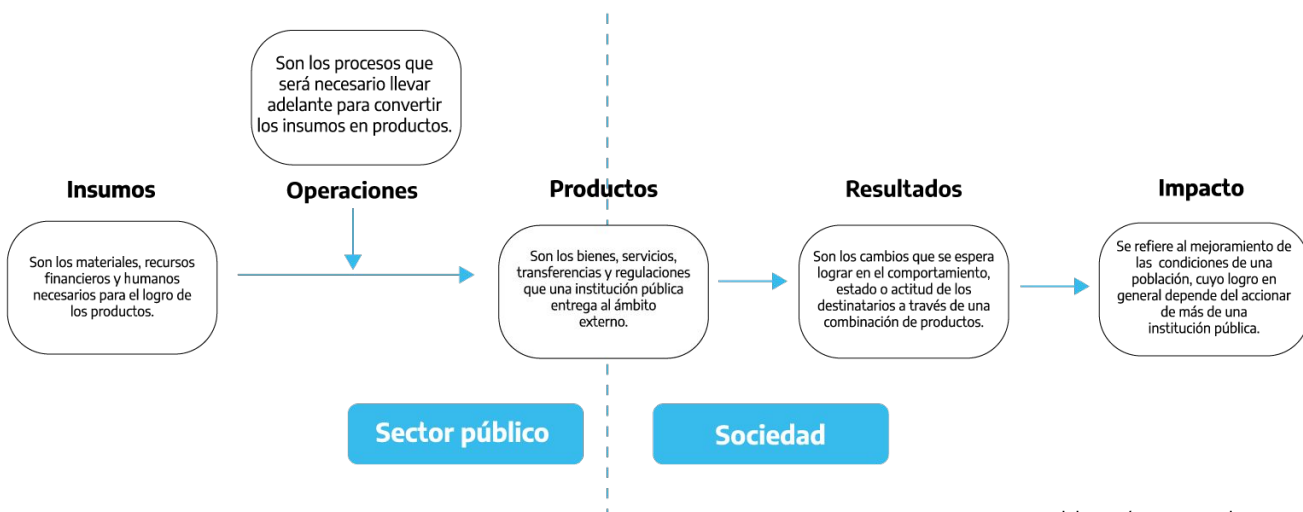 Son los procesos que
será necesario llevar
adelante para convertir
los insumos en productos.
Insumos
Operaciones
Productos
Resultados
Impacto
Son los materiales, recursos
financieros y humanos
necesarios para el logro de
los productos.
Son los bienes, servicios,
transferencias y regulaciones
que una institución pública
entrega al ámbito
externo.
Son los cambios que se espera
lograr en el comportamiento,
estado o actitud de los
destinatarios a través de una
combinación de productos.
Se refiere al mejoramiento de
las condiciones de una
población, cuyo logro en
general depende del accionar
de más de una
institución pública.
Sector público
Sociedad